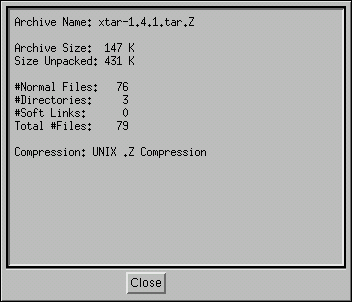 Archive Name: xtar-1.4.1.tar.Z
Archive Size: 147 K
Size Unpacked: 431 K
#Normal Files: 76
#Directories: 3
#Soft Links: 0
Total #Files: 79
Compression: UNIX .Z Compression
Close